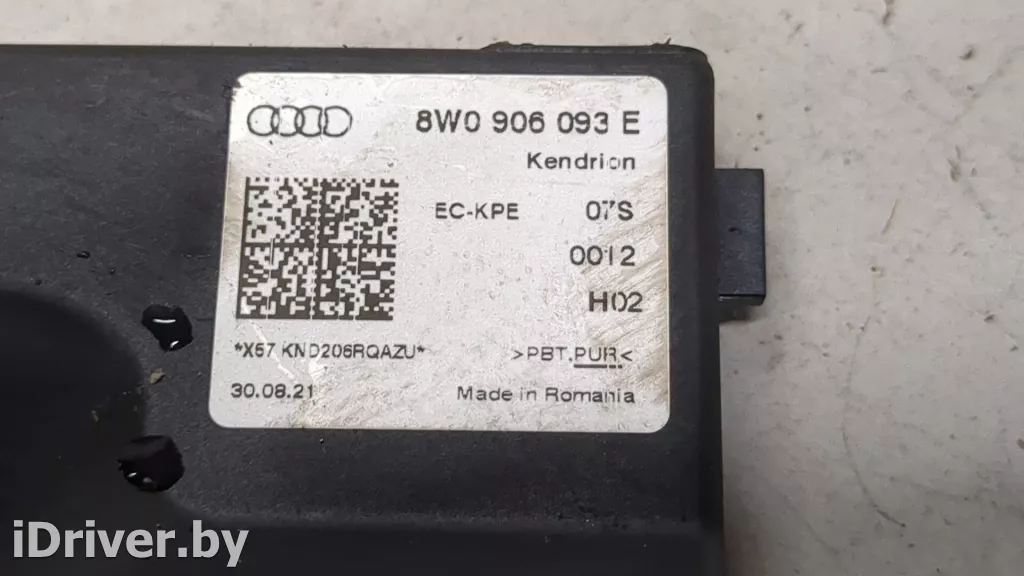 8W0 906 093 E
Kendrion
EC-KPE 07S
0012
H02
*X67 KND206RQAZU*
>PBT.PUR<
30.08.21
Made in Romania
iDriver.by